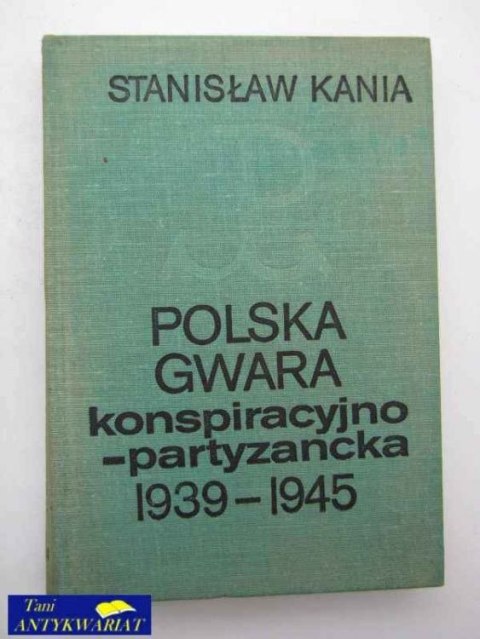 STANISŁAW KANIA
POLSKA
GWARA
konspiracyjno
-partyzancka
1939-1945
Tani
ANTYKWARIAT